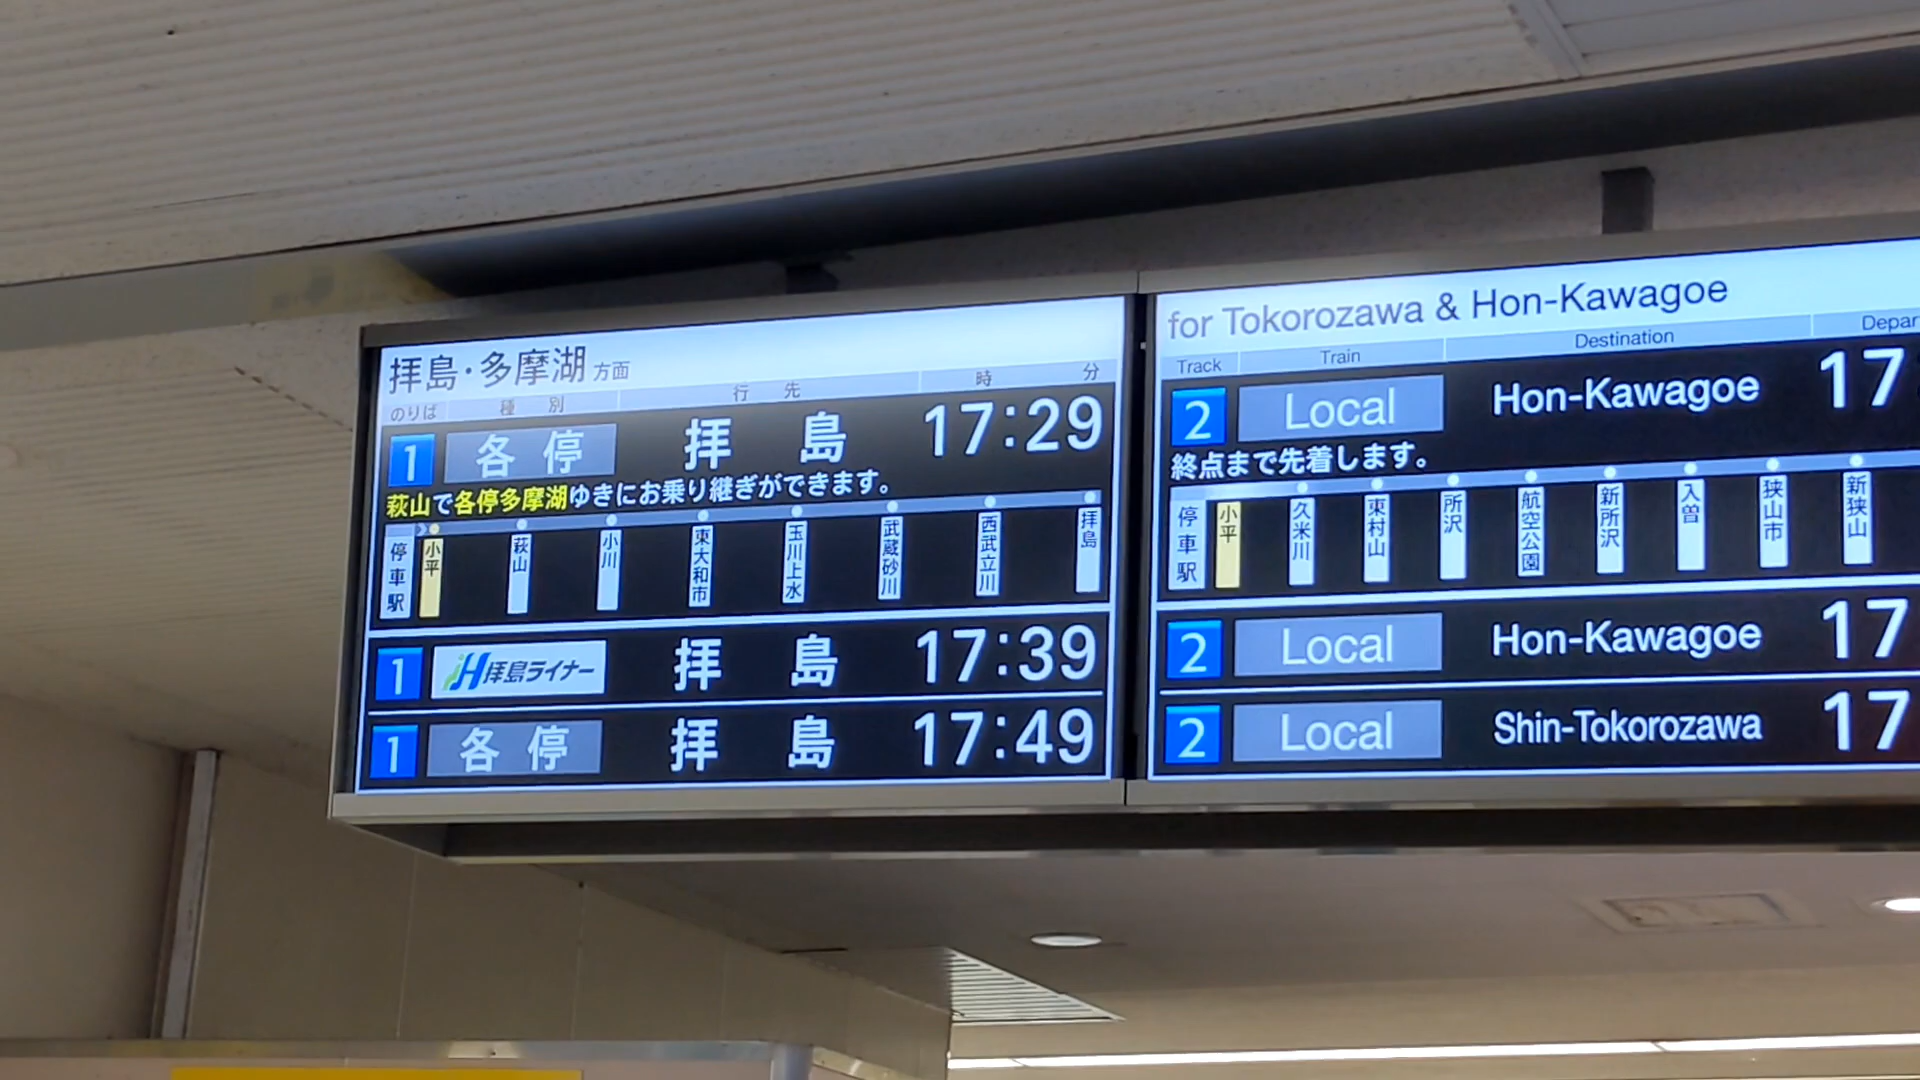 拝島・多摩湖方面
のりば 種別 行先 時 分
1 各停 拝島 17:29
萩山で各停多摩湖ゆきにお乗り継ぎができます。
停車駅 小平 萩山 小川 東大和市 玉川上水 武蔵砂川 西武立川 拝島
1 拝島ライナー 拝島 17:39
1 各停 拝島 17:49
for Tokorozawa & Hon-Kawagoe
Track Train Destination Depar
2 Local Hon-Kawagoe 17
終点まで先着します。
停車駅 小平 久米川 東村山 所沢 航空公園 新所沢 入曽 狭山市 新狭山
2 Local Hon-Kawagoe 17
2 Local Shin-Tokorozawa 17